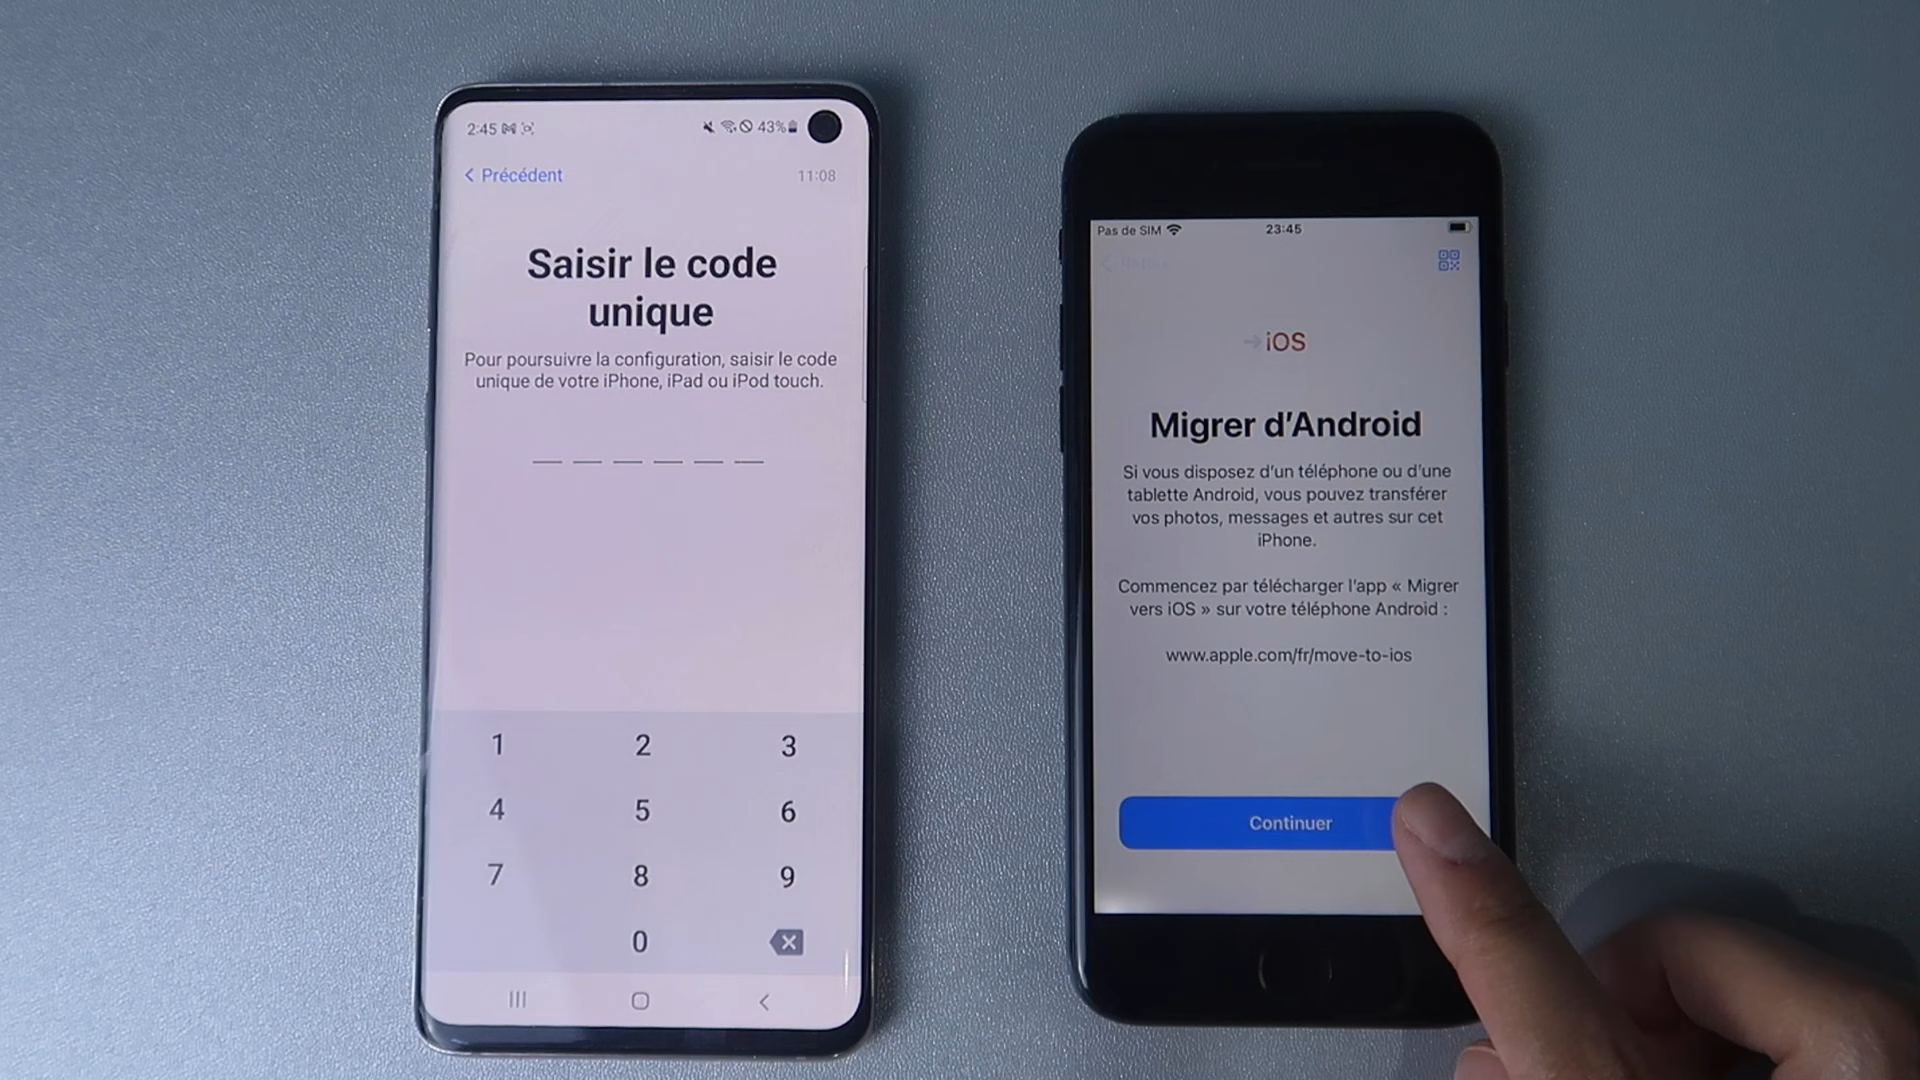 2:45
43%
< Précédent
11:08
Saisir le code
unique
Pour poursuivre la configuration, saisir le code
unique de votre iPhone, iPad ou iPod touch.
1 2 3
4 5 6
7 8 9
0
Pas de SIM
23:45
iOS
Migrer d'Android
Si vous disposez d'un téléphone ou d'une
tablette Android, vous pouvez transférer
vos photos, messages et autres sur cet
iPhone.
Commencez par télécharger l'app « Migrer
vers iOS » sur votre téléphone Android :
www.apple.com/fr/move-to-ios
Continuer